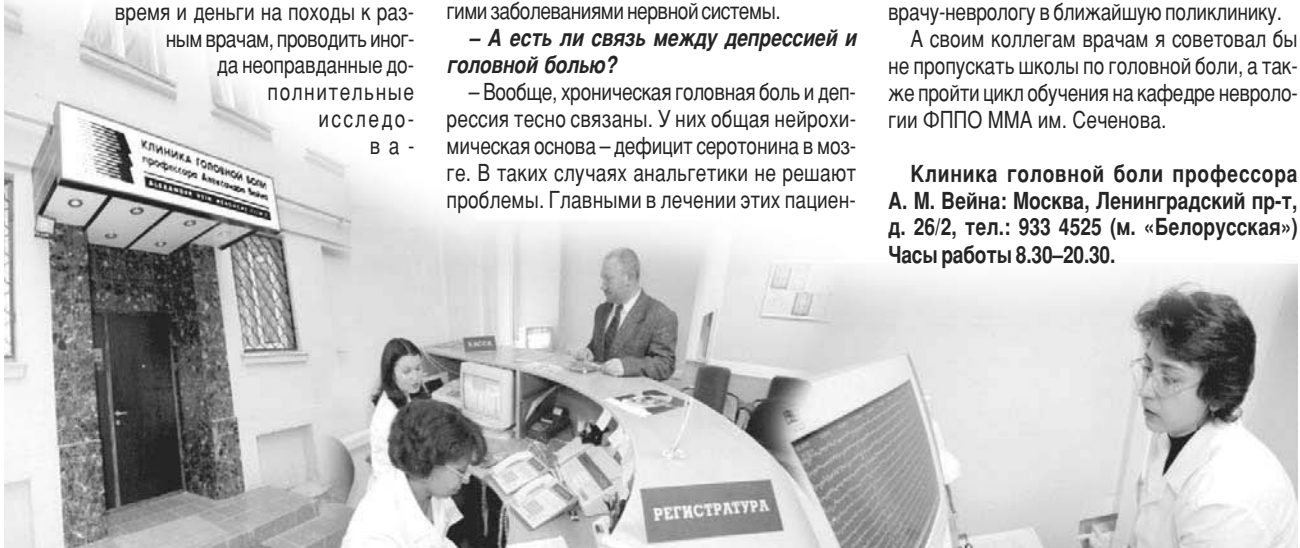 время и деньги на походы к раз-
ным врачам, проводить иног-
да неоправданные до-
полнительные
исследо-
ва-
гими заболеваниями нервной системы.
– А есть ли связь между депрессией и
головной болью?
– Вообще, хроническая головная боль и деп-
рессия тесно связаны. У них общая нейрохи-
мическая основа – дефицит серотонина в моз-
ге. В таких случаях анальгетики не решают
проблемы. Главными в лечении этих пациен-
врачу-неврологу в ближайшую поликлинику.
А своим коллегам врачам я советовал бы
не пропускать школы по головной боли, а так-
же пройти цикл обучения на кафедре невроло-
гии ФППО ММА им. Сеченова.
Клиника головной боли профессора
А. М. Вейна: Москва, Ленинградский пр-т,
д. 26/2, тел.: 933 4525 (м. «Белорусская»)
Часы работы 8.30–20.30.
КЛИНИКА ГОЛОВНОЙ БОЛИ
профессора Александра Вейна
ALEXANDER VEIN HEADACHE CLINIC
КАССА
РЕГИСТРАТУРА